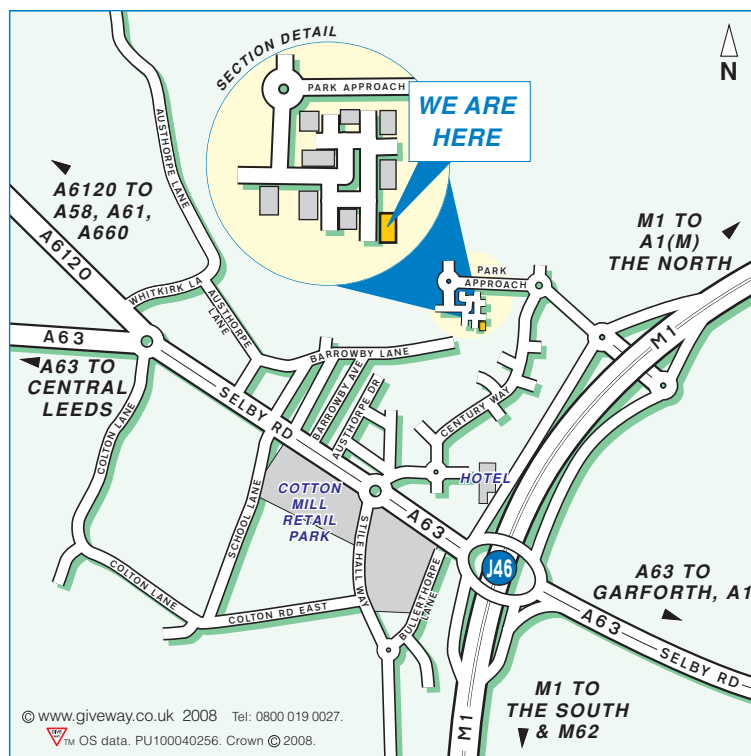 SECTION DETAIL
PARK APPROACH
WE ARE
HERE
N
AUSTHORPE LANE
A6120 TO
A58, A61,
A660
A6120
M1 TO
A1(M)
THE NORTH
PARK
APPROACH
WHITKIRK LA
AUSTHORPE
LANE
M1
A63
A63 TO
CENTRAL
LEEDS
BARROWBY LANE
BARROWBY AVE
AUSTHORPE DR
SELBY RD
CENTURY WAY
COLTON LANE
HOTEL
COTTON
MILL
RETAIL
PARK
SCHOOL LANE
STILE HALL WAY
A63
J46
BULLERTHORPE
LANE
COLTON LANE
COLTON RD EAST
A63 TO
GARFORTH, A1
A63
SELBY RD
M1 TO
THE SOUTH
& M62
M1
© www.giveway.co.uk 2008 Tel: 0800 019 0027.
GIVE WAY TM OS data. PU100040256. Crown © 2008.